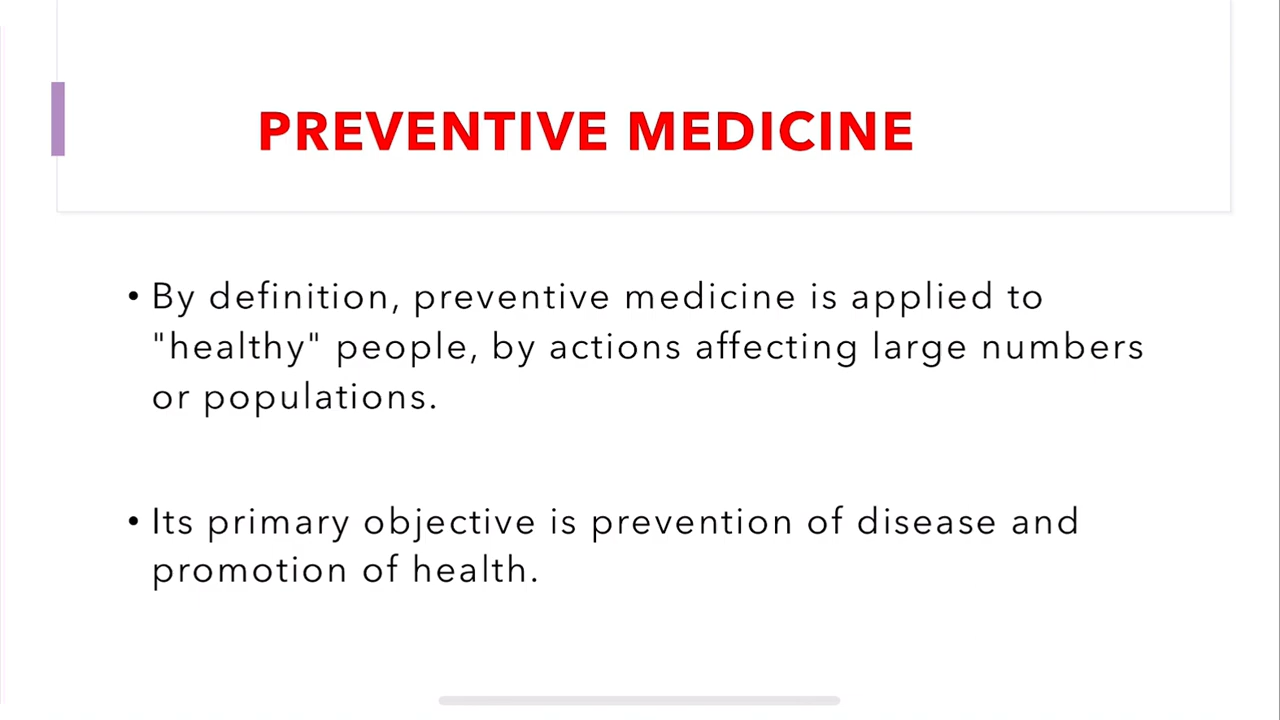 PREVENTIVE MEDICINE
• By definition, preventive medicine is applied to
"healthy" people, by actions affecting large numbers
or populations.
• Its primary objective is prevention of disease and
promotion of health.